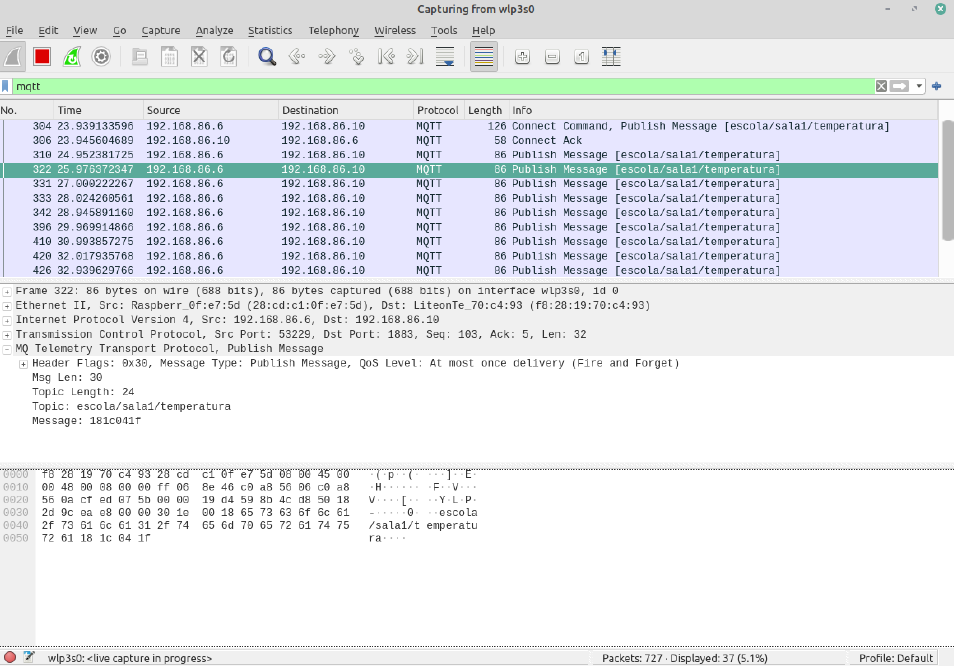 Capturing from wlp3s0
File Edit View Go Capture Analyze Statistics Telephony Wireless Tools Help
mqtt
No. Time Source Destination Protocol Length Info
304 23.939133596 192.168.86.6 192.168.86.10 MQTT 126 Connect Command, Publish Message [escola/sala1/temperatura]
306 23.945604689 192.168.86.10 192.168.86.6 MQTT 58 Connect Ack
310 24.952381725 192.168.86.6 192.168.86.10 MQTT 86 Publish Message [escola/sala1/temperatura]
322 25.976372347 192.168.86.6 192.168.86.10 MQTT 86 Publish Message [escola/sala1/temperatura]
331 27.000222267 192.168.86.6 192.168.86.10 MQTT 86 Publish Message [escola/sala1/temperatura]
333 28.024260561 192.168.86.6 192.168.86.10 MQTT 86 Publish Message [escola/sala1/temperatura]
342 28.945891160 192.168.86.6 192.168.86.10 MQTT 86 Publish Message [escola/sala1/temperatura]
396 29.969914866 192.168.86.6 192.168.86.10 MQTT 86 Publish Message [escola/sala1/temperatura]
410 30.993857275 192.168.86.6 192.168.86.10 MQTT 86 Publish Message [escola/sala1/temperatura]
420 32.017935768 192.168.86.6 192.168.86.10 MQTT 86 Publish Message [escola/sala1/temperatura]
426 32.939629766 192.168.86.6 192.168.86.10 MQTT 86 Publish Message [escola/sala1/temperatura]
Frame 322: 86 bytes on wire (688 bits), 86 bytes captured (688 bits) on interface wlp3s0, id 0
Ethernet II, Src: Raspberr_0f:e7:5d (28:cd:c1:0f:e7:5d), Dst: LiteonTe_70:c4:93 (f8:28:19:70:c4:93)
Internet Protocol Version 4, Src: 192.168.86.6, Dst: 192.168.86.10
Transmission Control Protocol, Src Port: 53229, Dst Port: 1883, Seq: 103, Ack: 5, Len: 32
MQ Telemetry Transport Protocol, Publish Message
Header Flags: 0x30, Message Type: Publish Message, QoS Level: At most once delivery (Fire and Forget)
Msg Len: 30
Topic Length: 24
Topic: escola/sala1/temperatura
Message: 181c041f
0000 f8 28 19 70 c4 93 28 cd c1 0f e7 5d 08 00 45 00 ·(·p··(· ···]··E·
0010 00 48 00 08 00 00 ff 06 8e 46 c0 a8 56 06 c0 a8 ·H······ ·F··V···
0020 56 0a cf ed 07 5b 00 00 19 d4 59 8b 4c d8 50 18 V····[·· ··Y·L·P·
0030 2d 9c ea e8 00 00 30 1e 00 18 65 73 63 6f 6c 61 -·····0· ··escola
0040 2f 73 61 6c 61 31 2f 74 65 6d 70 65 72 61 74 75 /sala1/t emperatu
0050 72 61 18 1c 04 1f ra····
wlp3s0: <live capture in progress> Packets: 727 · Displayed: 37 (5.1%) Profile: Default